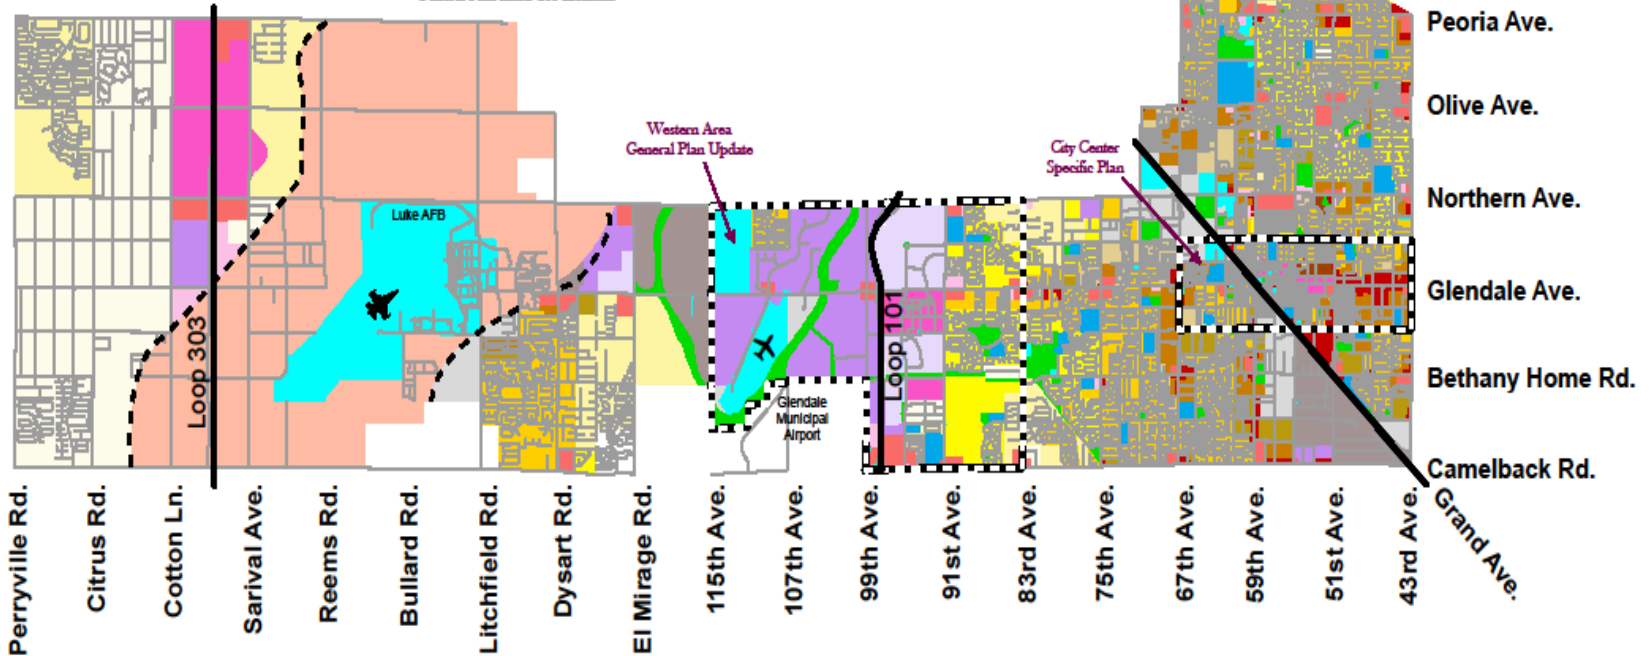 Peoria Ave.
Olive Ave.
Western Area
General Plan Update
City Center
Specific Plan
Northern Ave.
Luke AFB
Glendale Ave.
Loop 303
Loop 101
Bethany Home Rd.
Glendale
Municipal
Airport
Camelback Rd.
Perryville Rd.
Citrus Rd.
Cotton Ln.
Sarival Ave.
Reems Rd.
Bullard Rd.
Litchfield Rd.
Dysart Rd.
El Mirage Rd.
115th Ave.
107th Ave.
99th Ave.
91st Ave.
83rd Ave.
75th Ave.
67th Ave.
59th Ave.
51st Ave.
43rd Ave.
Grand Ave.